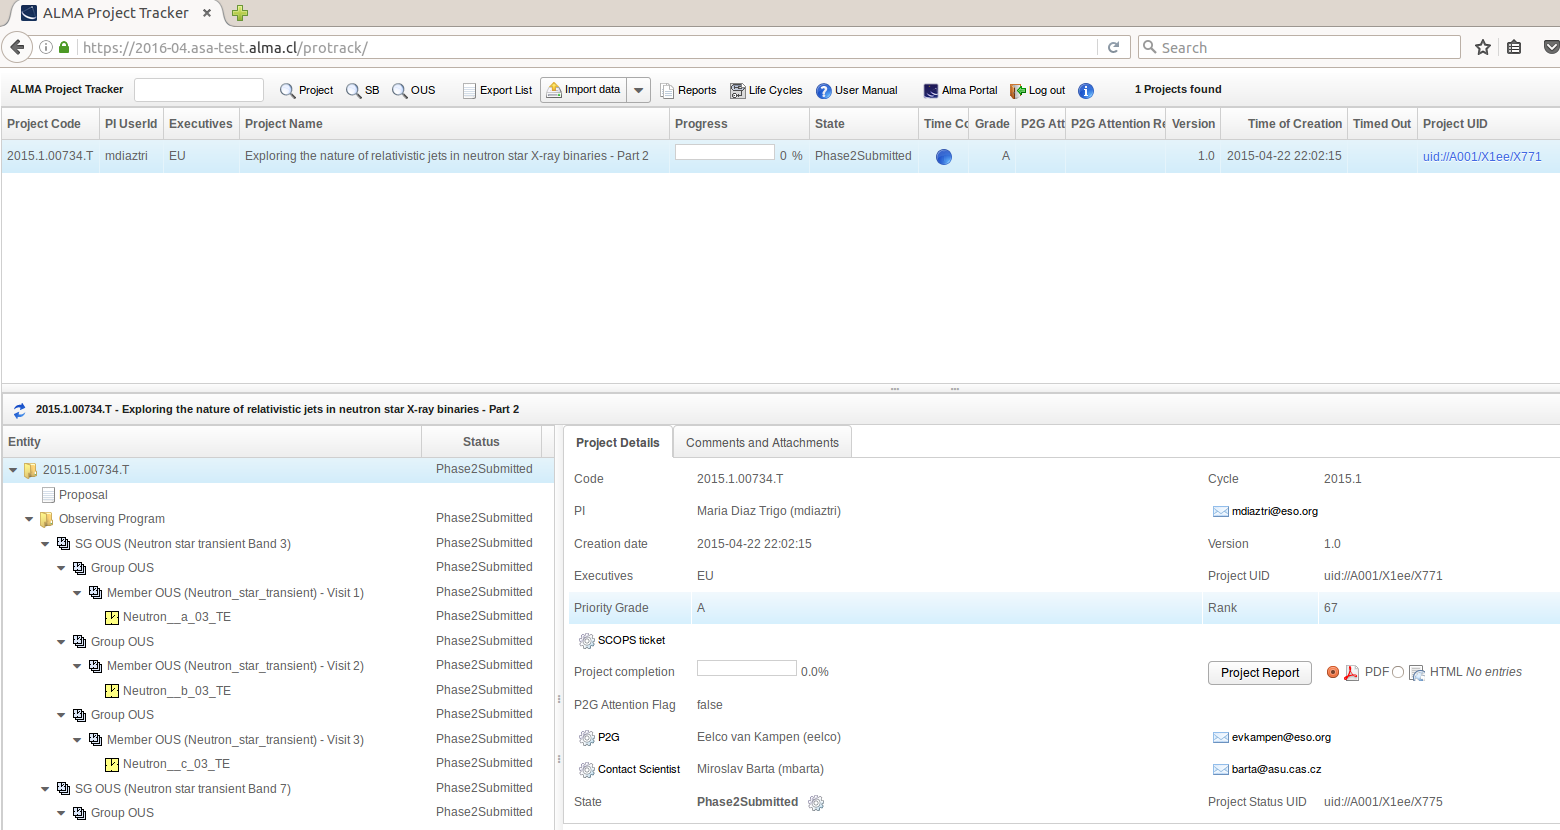 ALMA Project Tracker
https://2016-04.asa-test.alma.cl/protrack/
Search
ALMA Project Tracker Project SB OUS Export List Import data Reports Life Cycles User Manual Alma Portal Log out 1 Projects found
Project Code PI UserId Executives Project Name Progress State Time Cc Grade P2G Att P2G Attention Re Version Time of Creation Timed Out Project UID
2015.1.00734.T mdiaztri EU Exploring the nature of relativistic jets in neutron star X-ray binaries - Part 2 0 % Phase2Submitted A 1.0 2015-04-22 22:02:15 uid://A001/X1ee/X771
2015.1.00734.T - Exploring the nature of relativistic jets in neutron star X-ray binaries - Part 2
Entity Status
2015.1.00734.T Phase2Submitted
Proposal
Observing Program Phase2Submitted
SG OUS (Neutron star transient Band 3) Phase2Submitted
Group OUS Phase2Submitted
Member OUS (Neutron_star_transient) - Visit 1) Phase2Submitted
Neutron__a_03_TE Phase2Submitted
Group OUS Phase2Submitted
Member OUS (Neutron_star_transient) - Visit 2) Phase2Submitted
Neutron__b_03_TE Phase2Submitted
Group OUS Phase2Submitted
Member OUS (Neutron_star_transient) - Visit 3) Phase2Submitted
Neutron__c_03_TE Phase2Submitted
SG OUS (Neutron star transient Band 7) Phase2Submitted
Group OUS Phase2Submitted
Project Details Comments and Attachments
Code 2015.1.00734.T Cycle 2015.1
PI Maria Diaz Trigo (mdiaztri) mdiaztri@eso.org
Creation date 2015-04-22 22:02:15 Version 1.0
Executives EU Project UID uid://A001/X1ee/X771
Priority Grade A Rank 67
SCOPS ticket
Project completion 0.0% Project Report PDF HTML No entries
P2G Attention Flag false
P2G Eelco van Kampen (eelco) evkampen@eso.org
Contact Scientist Miroslav Barta (mbarta) barta@asu.cas.cz
State Phase2Submitted Project Status UID uid://A001/X1ee/X775